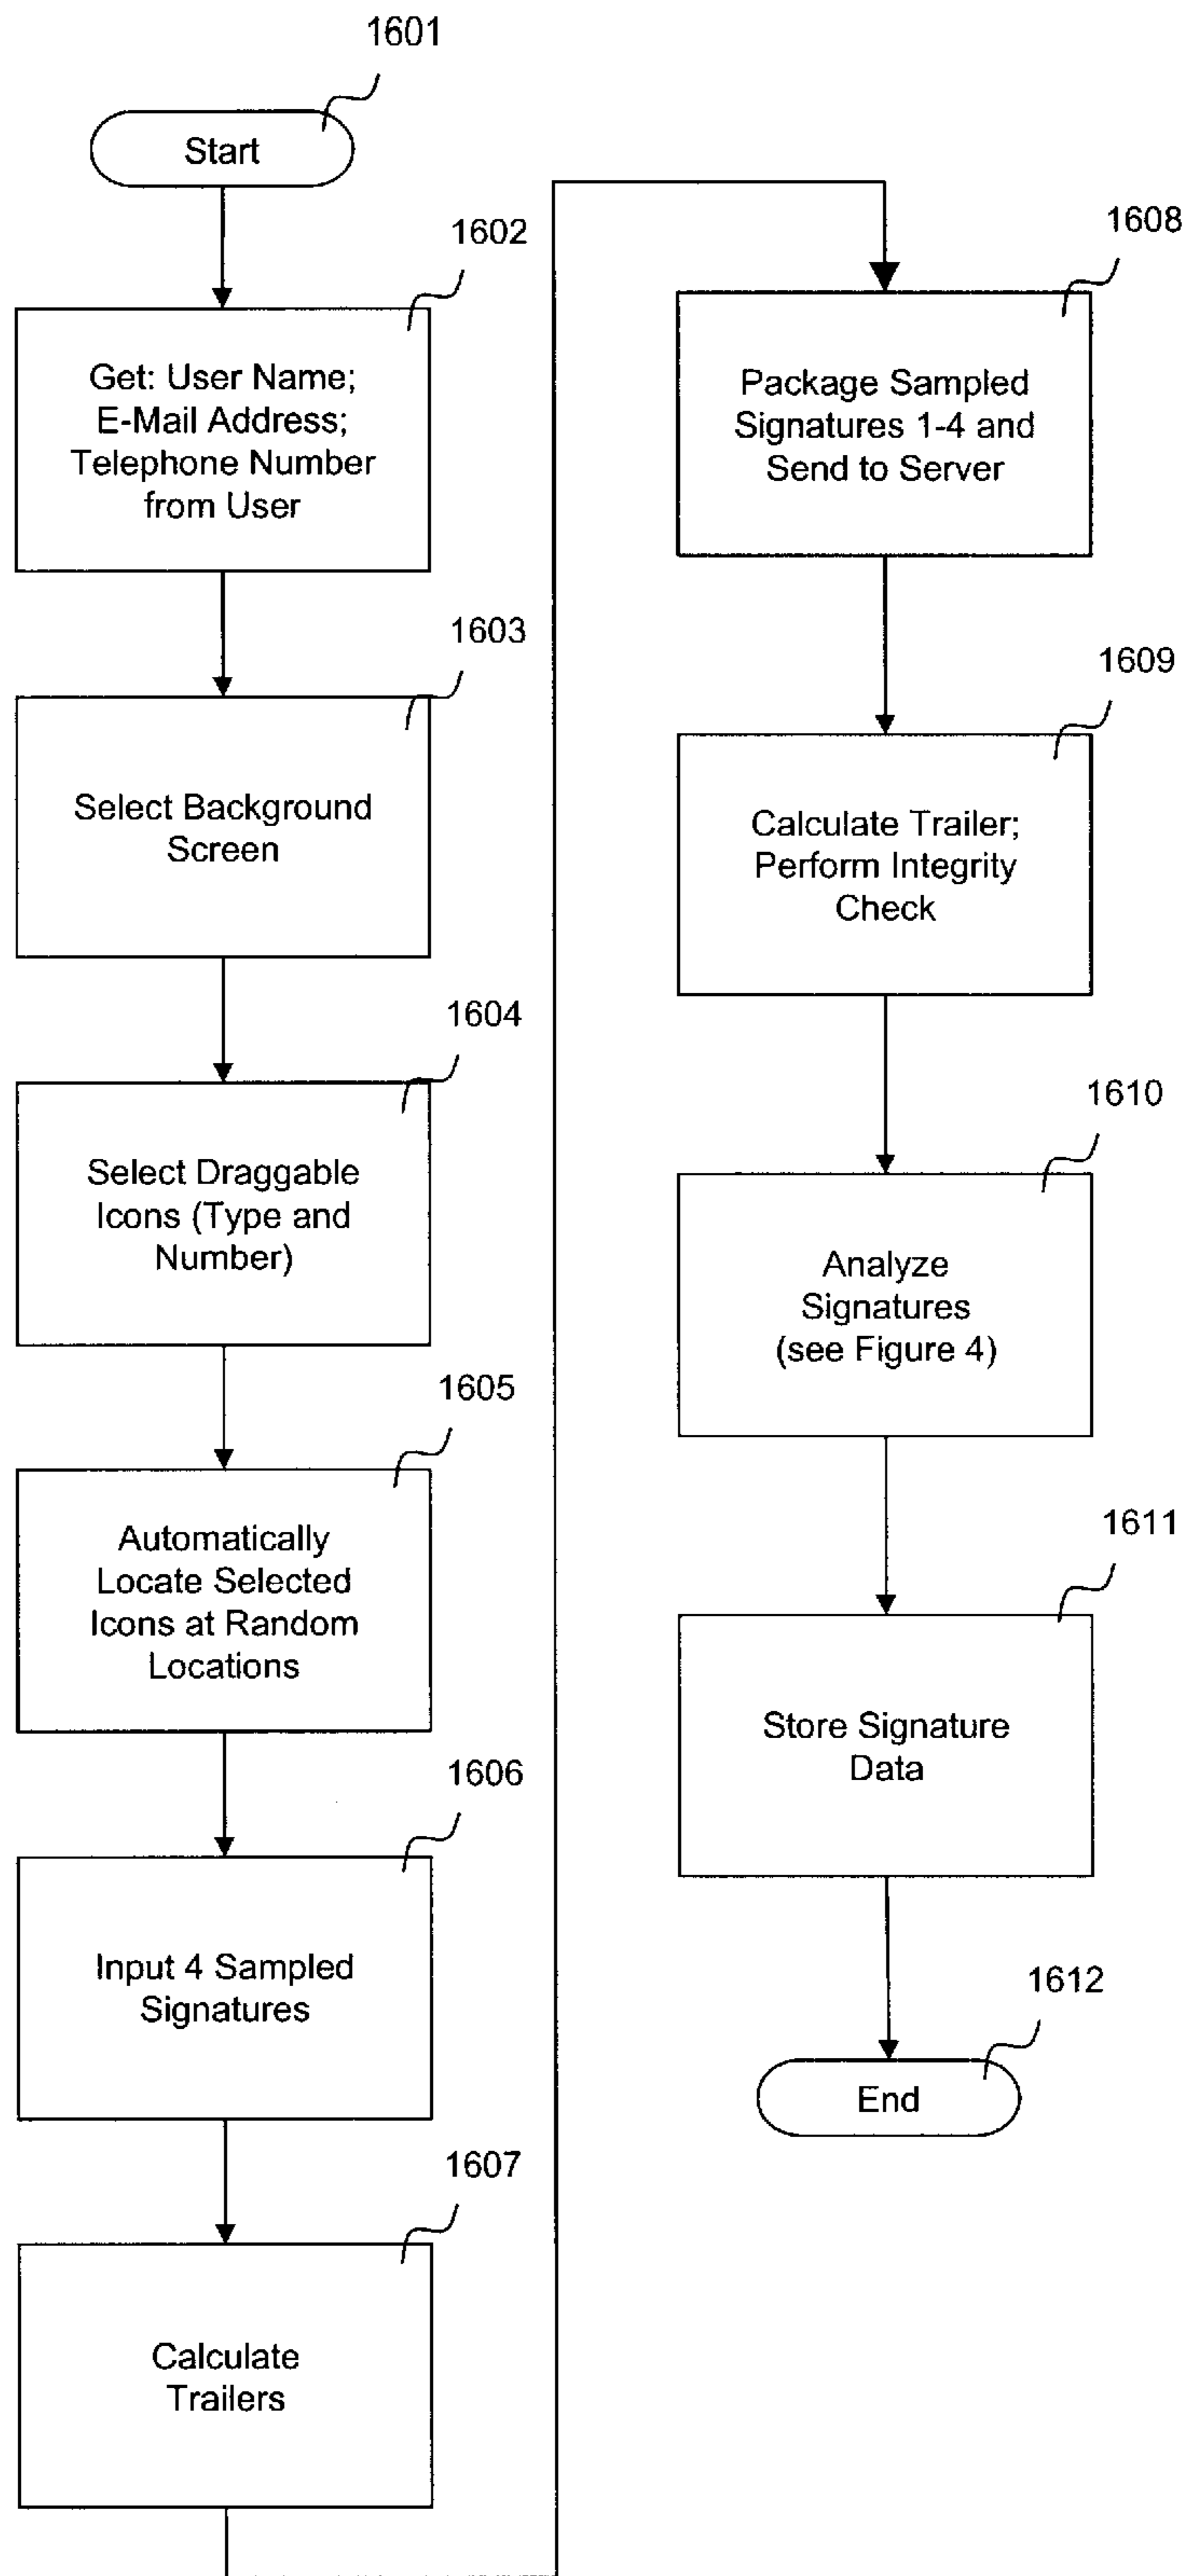 1601
Start
1602
Get: User Name;
E-Mail Address;
Telephone Number
from User
1603
Select Background
Screen
1604
Select Draggable
Icons (Type and
Number)
1605
Automatically
Locate Selected
Icons at Random
Locations
1606
Input 4 Sampled
Signatures
1607
Calculate
Trailers
1608
Package Sampled
Signatures 1-4 and
Send to Server
1609
Calculate Trailer;
Perform Integrity
Check
1610
Analyze
Signatures
(see Figure 4)
1611
Store Signature
Data
1612
End